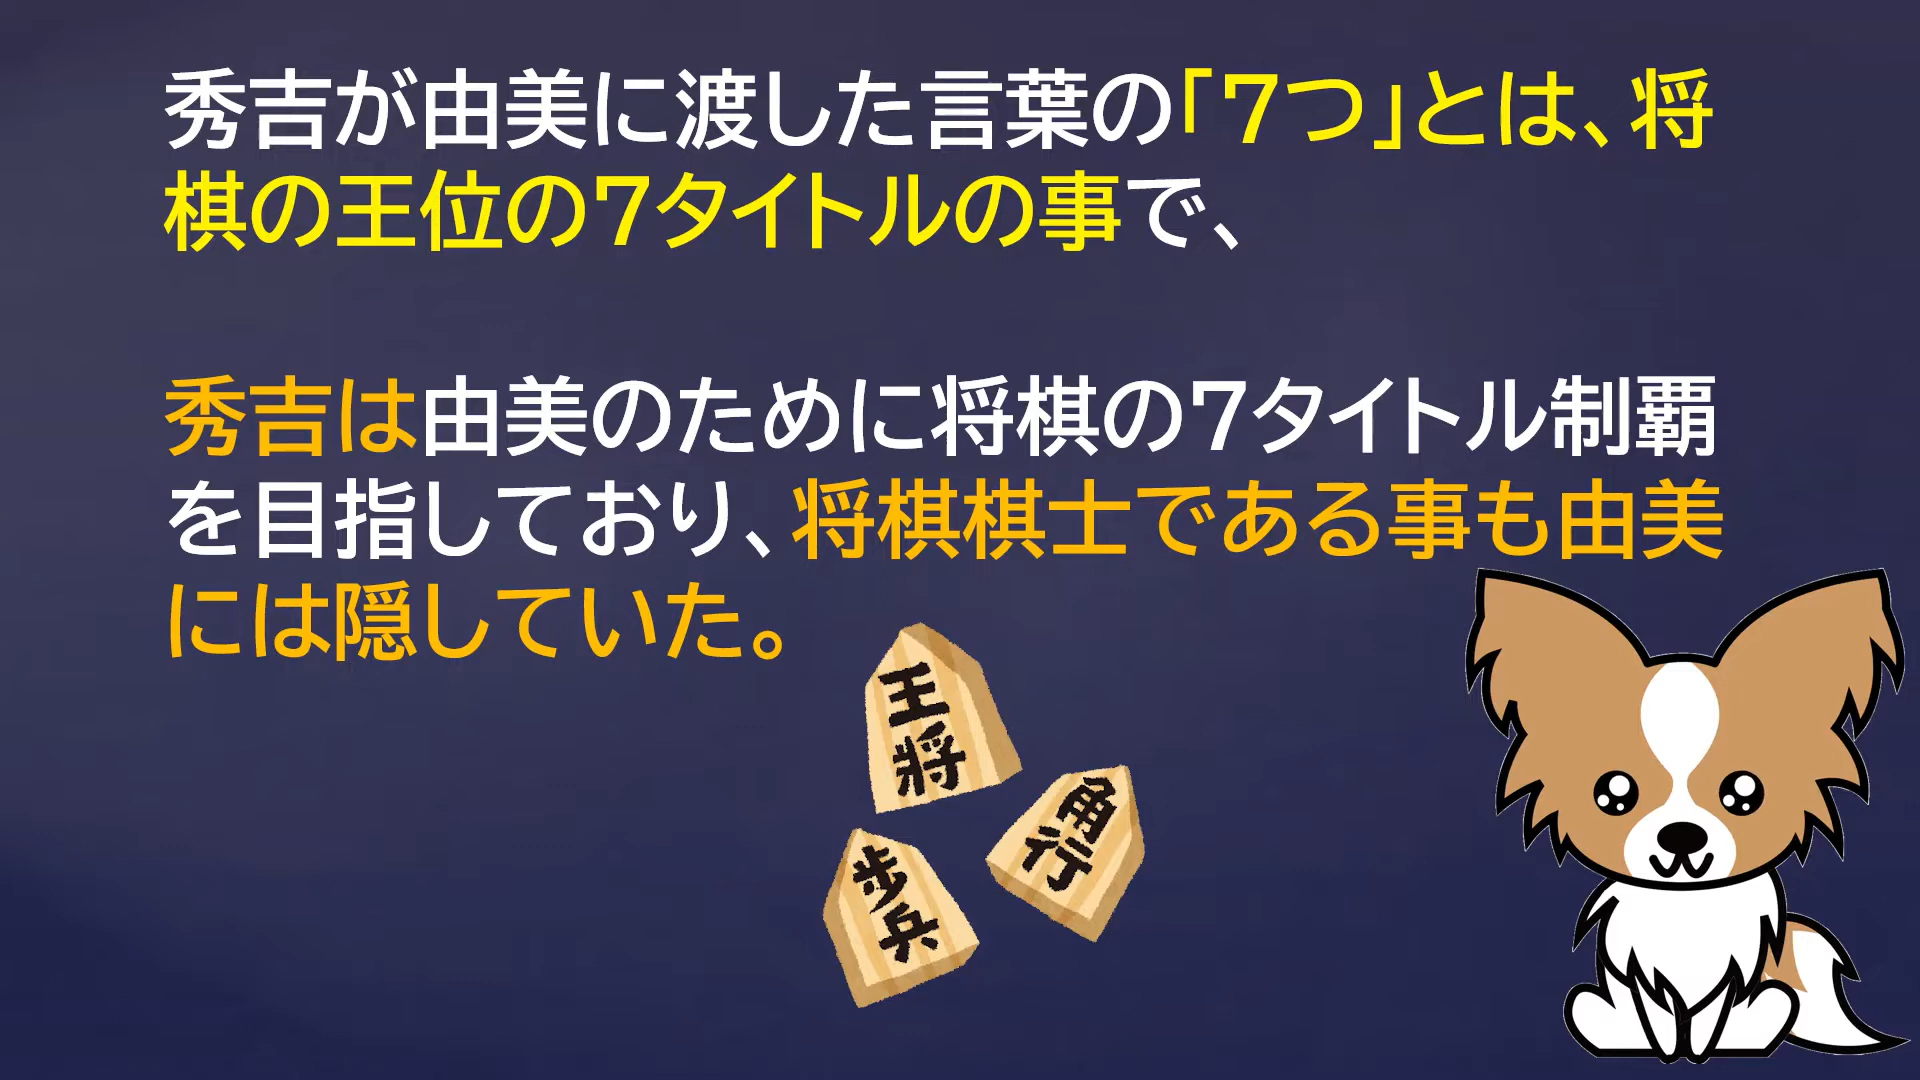 秀吉が由美に渡した言葉の「7つ」とは、将
棋の王位の7タイトルの事で、
秀吉は由美のために将棋の7タイトル制覇
を目指しており、将棋棋士である事も由美
には隠していた。
王
將
角
行
歩
兵